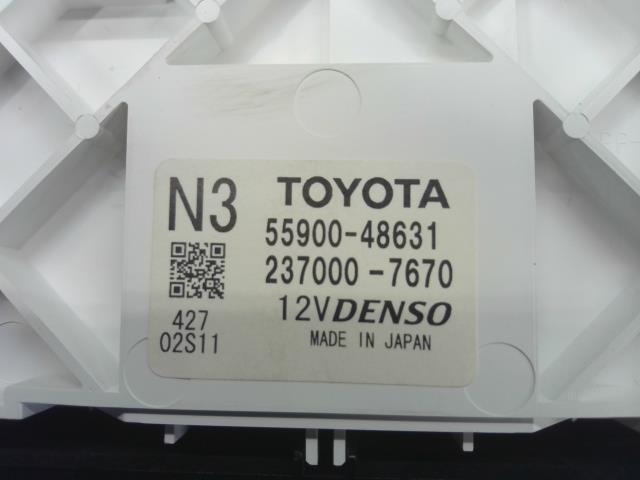 N3
TOYOTA
55900-48631
237000-7670
12V DENSO
MADE IN JAPAN
427
02S11